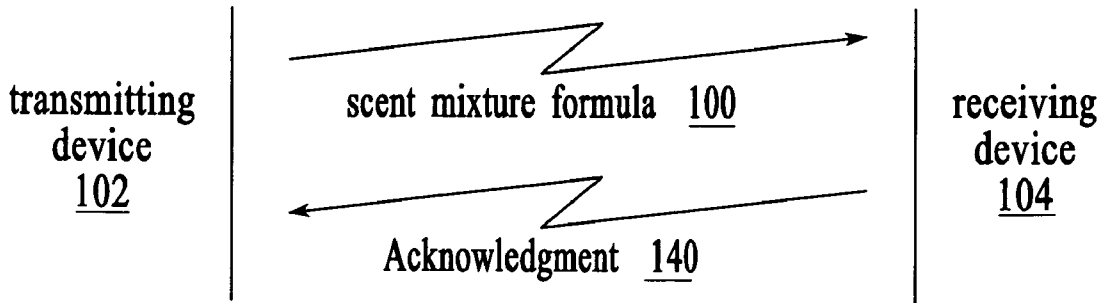 transmitting
device
102
scent mixture formula 100
Acknowledgment 140
receiving
device
104